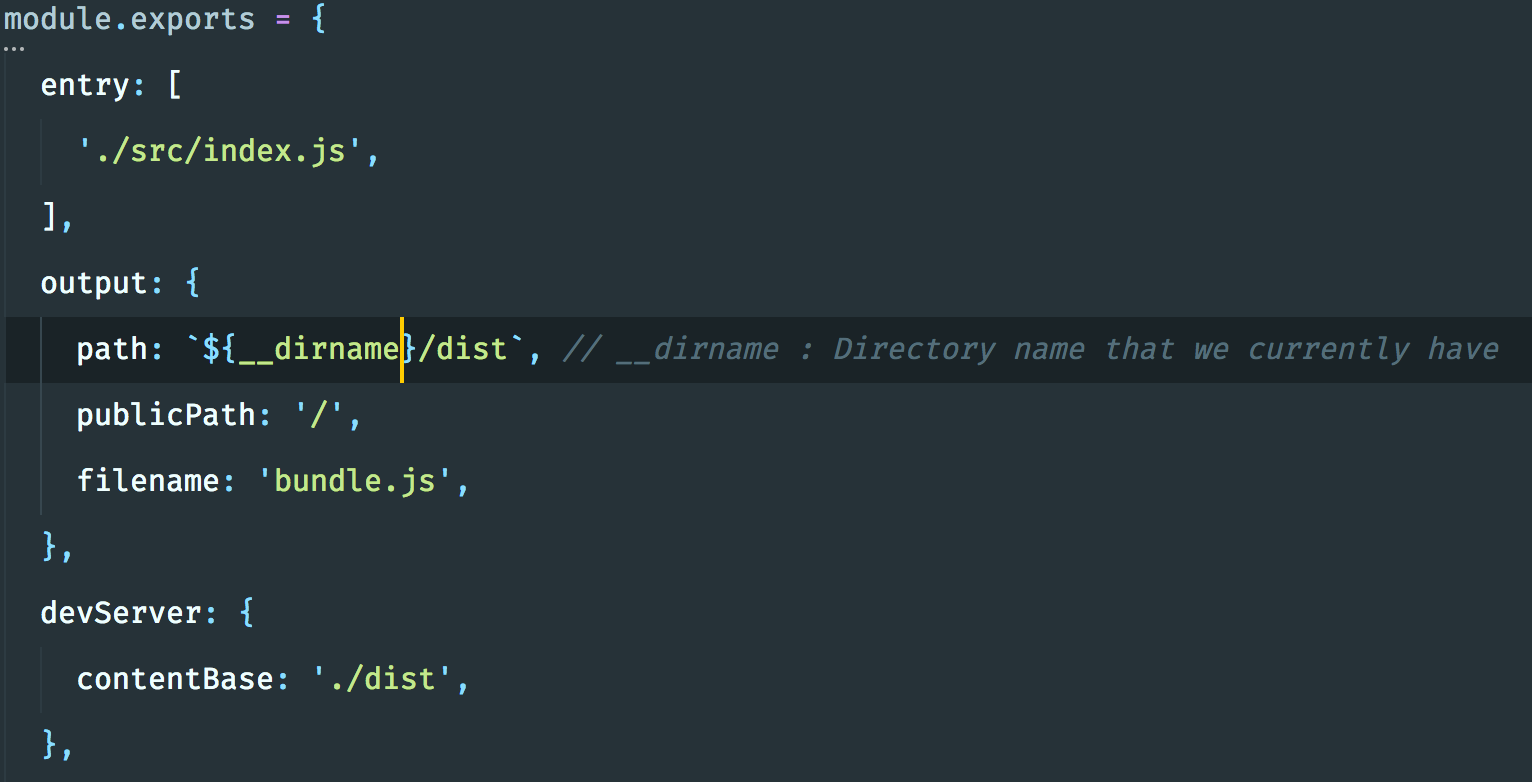 module.exports = {
...
entry: [
'./src/index.js',
],
output: {
path: `${__dirname}/dist`, // __dirname : Directory name that we currently have
publicPath: '/',
filename: 'bundle.js',
},
devServer: {
contentBase: './dist',
},